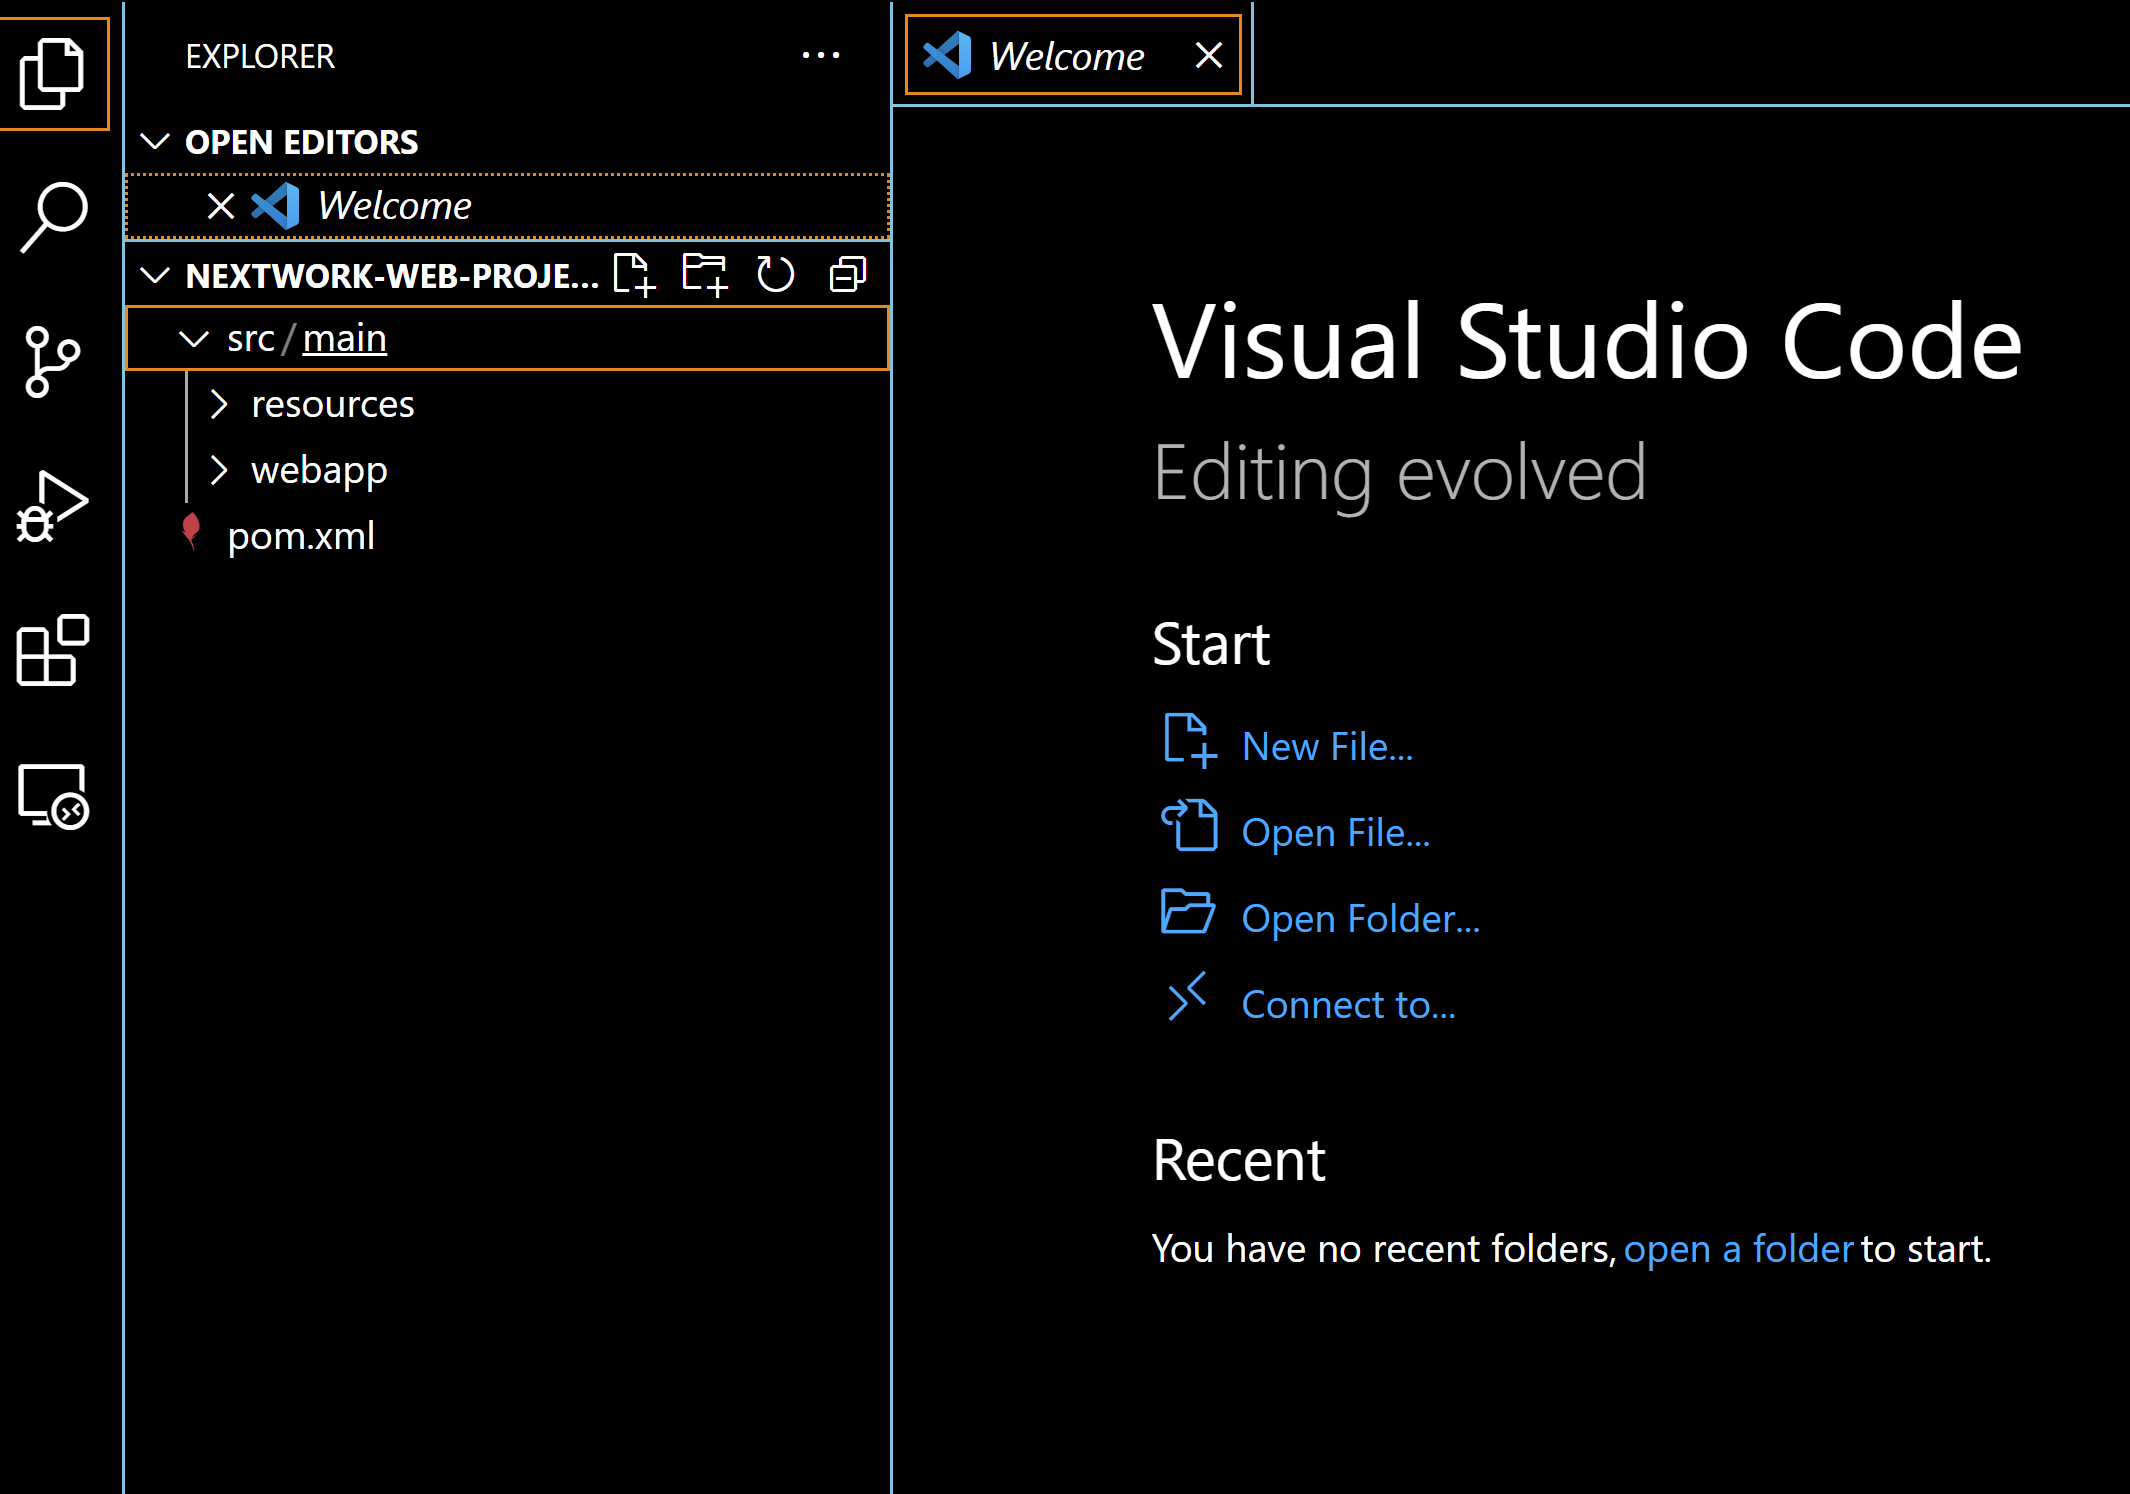 EXPLORER
OPEN EDITORS
Welcome
NEXTWORK-WEB-PROJE...
src / main
resources
webapp
pom.xml
Welcome
Visual Studio Code
Editing evolved
Start
New File...
Open File...
Open Folder...
Connect to...
Recent
You have no recent folders, open a folder to start.